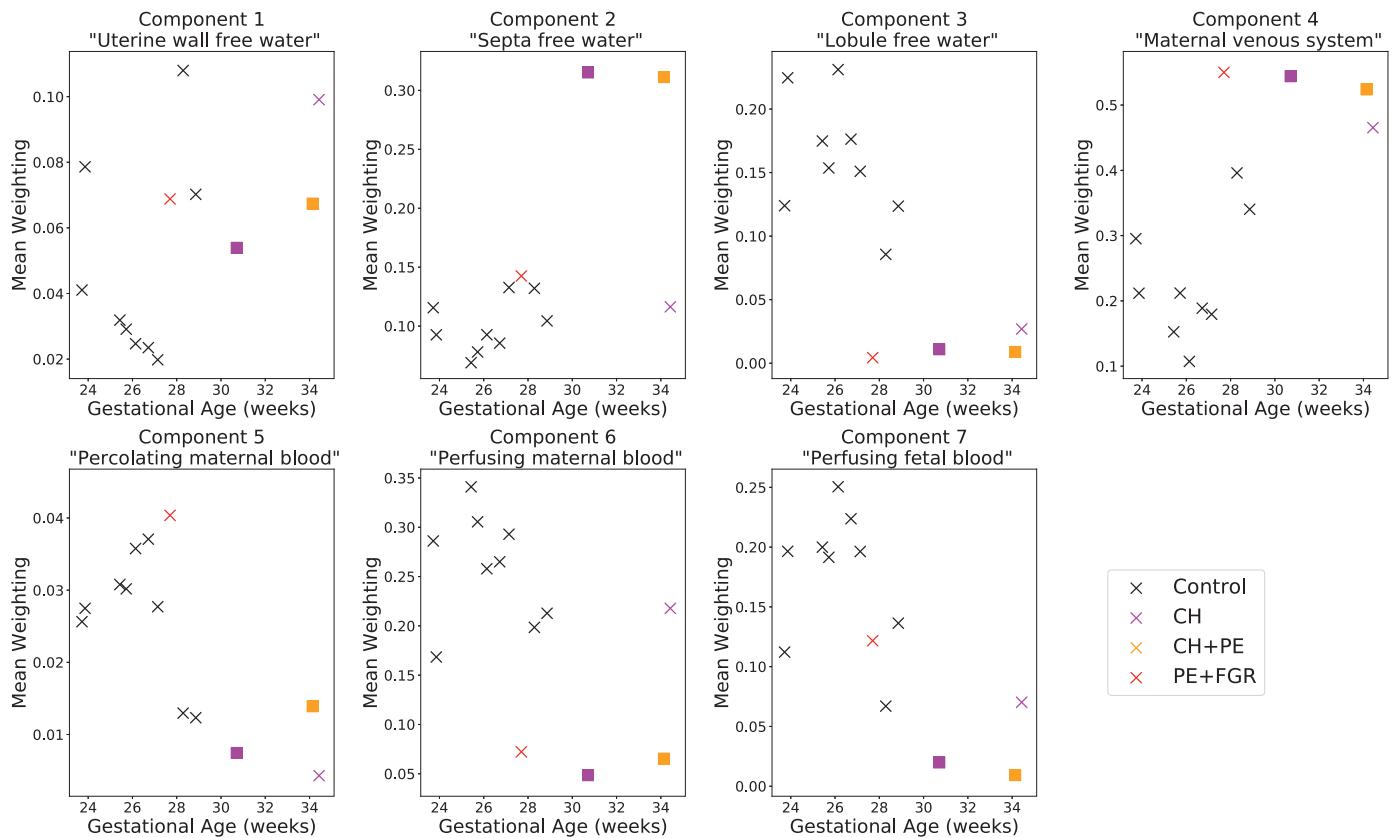 Component 1
"Uterine wall free water"
Mean Weighting
0.10
0.08
0.06
0.04
0.02
24 26 28 30 32 34
Gestational Age (weeks)
Component 2
"Septa free water"
Mean Weighting
0.30
0.25
0.20
0.15
0.10
24 26 28 30 32 34
Gestational Age (weeks)
Component 3
"Lobule free water"
Mean Weighting
0.20
0.15
0.10
0.05
0.00
24 26 28 30 32 34
Gestational Age (weeks)
Component 4
"Maternal venous system"
Mean Weighting
0.5
0.4
0.3
0.2
0.1
24 26 28 30 32 34
Gestational Age (weeks)
Component 5
"Percolating maternal blood"
Mean Weighting
0.04
0.03
0.02
0.01
24 26 28 30 32 34
Gestational Age (weeks)
Component 6
"Perfusing maternal blood"
Mean Weighting
0.35
0.30
0.25
0.20
0.15
0.10
0.05
24 26 28 30 32 34
Gestational Age (weeks)
Component 7
"Perfusing fetal blood"
Mean Weighting
0.25
0.20
0.15
0.10
0.05
0.00
24 26 28 30 32 34
Gestational Age (weeks)
Control
CH
CH+PE
PE+FGR